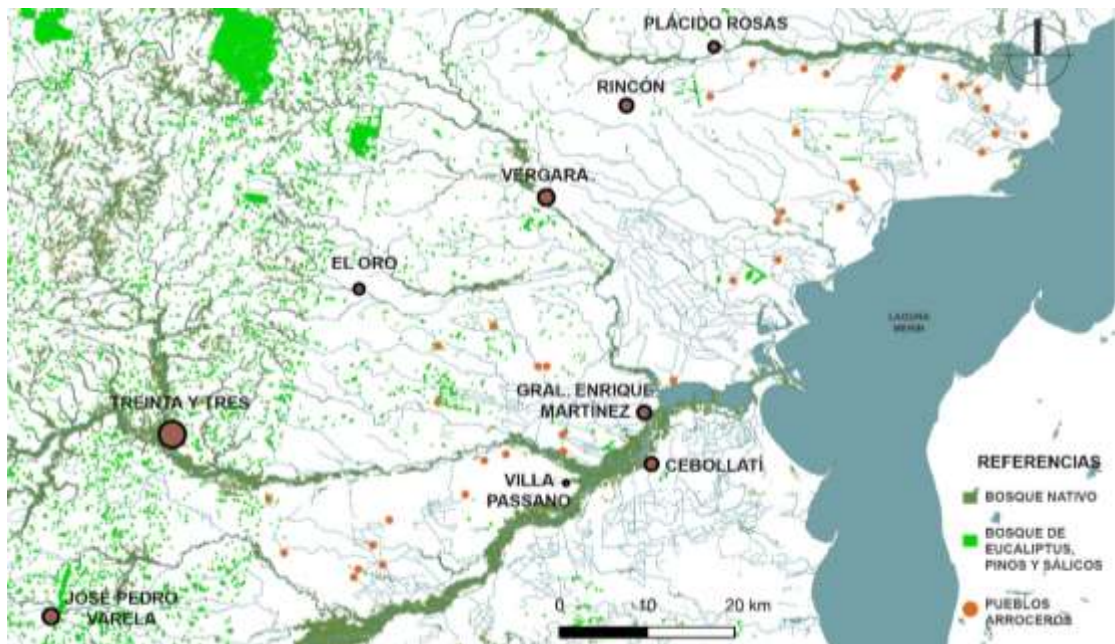 PLÁCIDO ROSAS
RINCÓN
VERGARA
EL ORO
TREINTA Y TRES
GRAL. ENRIQUE
MARTÍNEZ
VILLA
PASSANO
CEBOLLATÍ
JOSÉ PEDRO
VARELA
LAGUNA
MERIN
REFERENCIAS
BOSQUE NATIVO
BOSQUE DE
EUCALIPTUS,
PINOS Y SÁLICOS
PUEBLOS
ARROCEROS
0 10 20 km